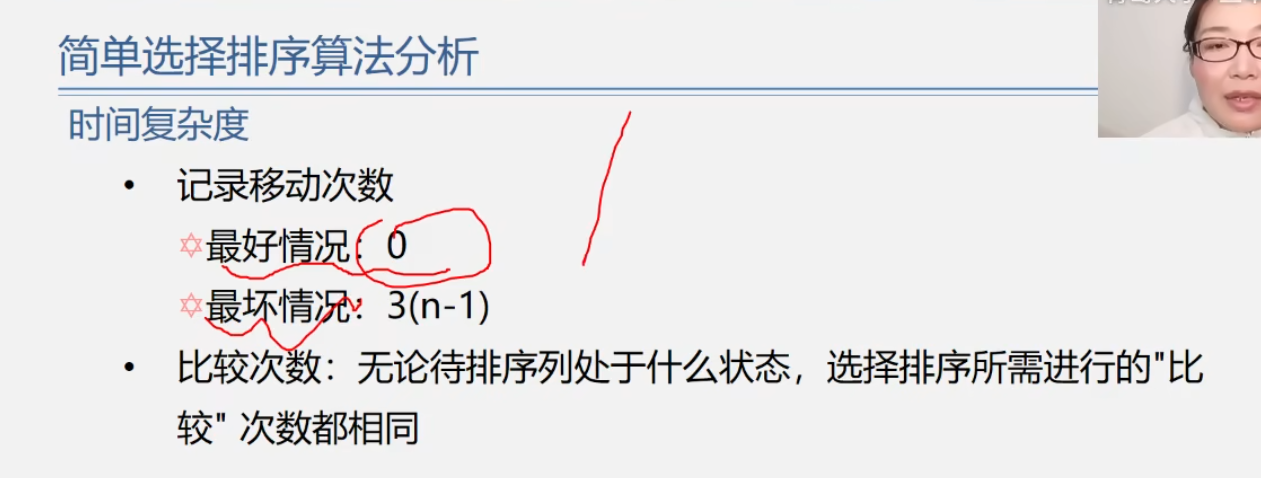 简单选择排序算法分析
时间复杂度
• 记录移动次数
✡最好情况：0
✡最坏情况：3(n-1)
• 比较次数：无论待排序列处于什么状态，选择排序所需进行的"比
较" 次数都相同